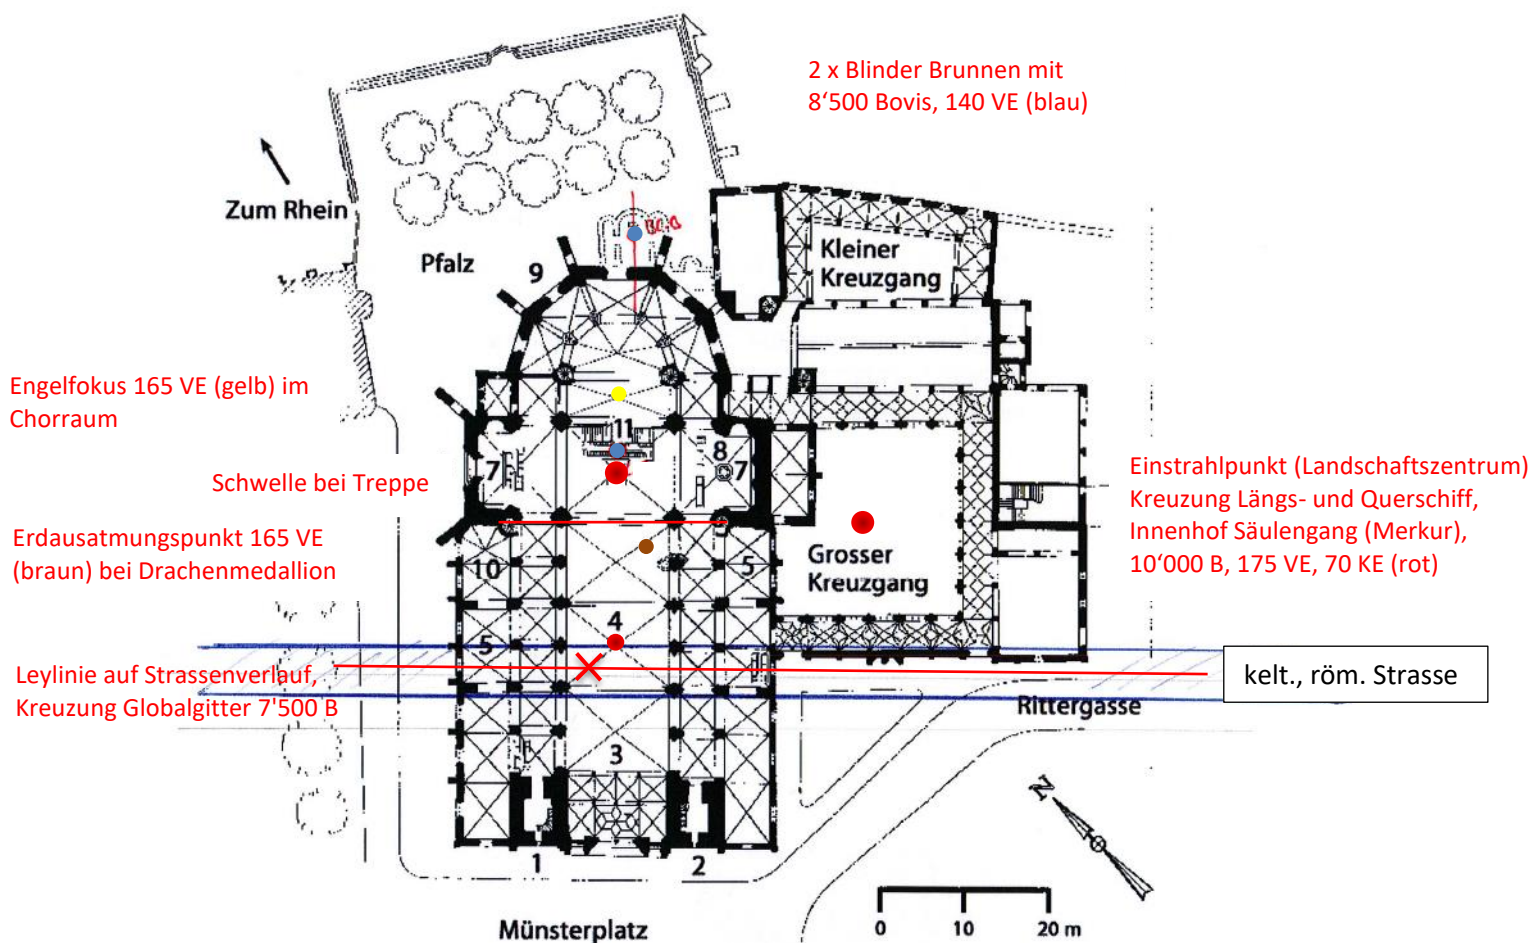 2 x Blinder Brunnen mit
8‘500 Bovis, 140 VE (blau)
Zum Rhein
Pfalz
9
Kleiner
Kreuzgang
Engelfokus 165 VE (gelb) im
Chorraum
11
7
8
7
Schwelle bei Treppe
Einstrahlpunkt (Landschaftszentrum)
Kreuzung Längs- und Querschiff,
Innenhof Säulengang (Merkur),
10‘000 B, 175 VE, 70 KE (rot)
Erdausatmungspunkt 165 VE
(braun) bei Drachenmedallion
10
5
Grosser
Kreuzgang
4
5
Leylinie auf Strassenverlauf,
Kreuzung Globalgitter 7'500 B
kelt., röm. Strasse
Rittergasse
3
N
1
2
0 10 20 m
Münsterplatz